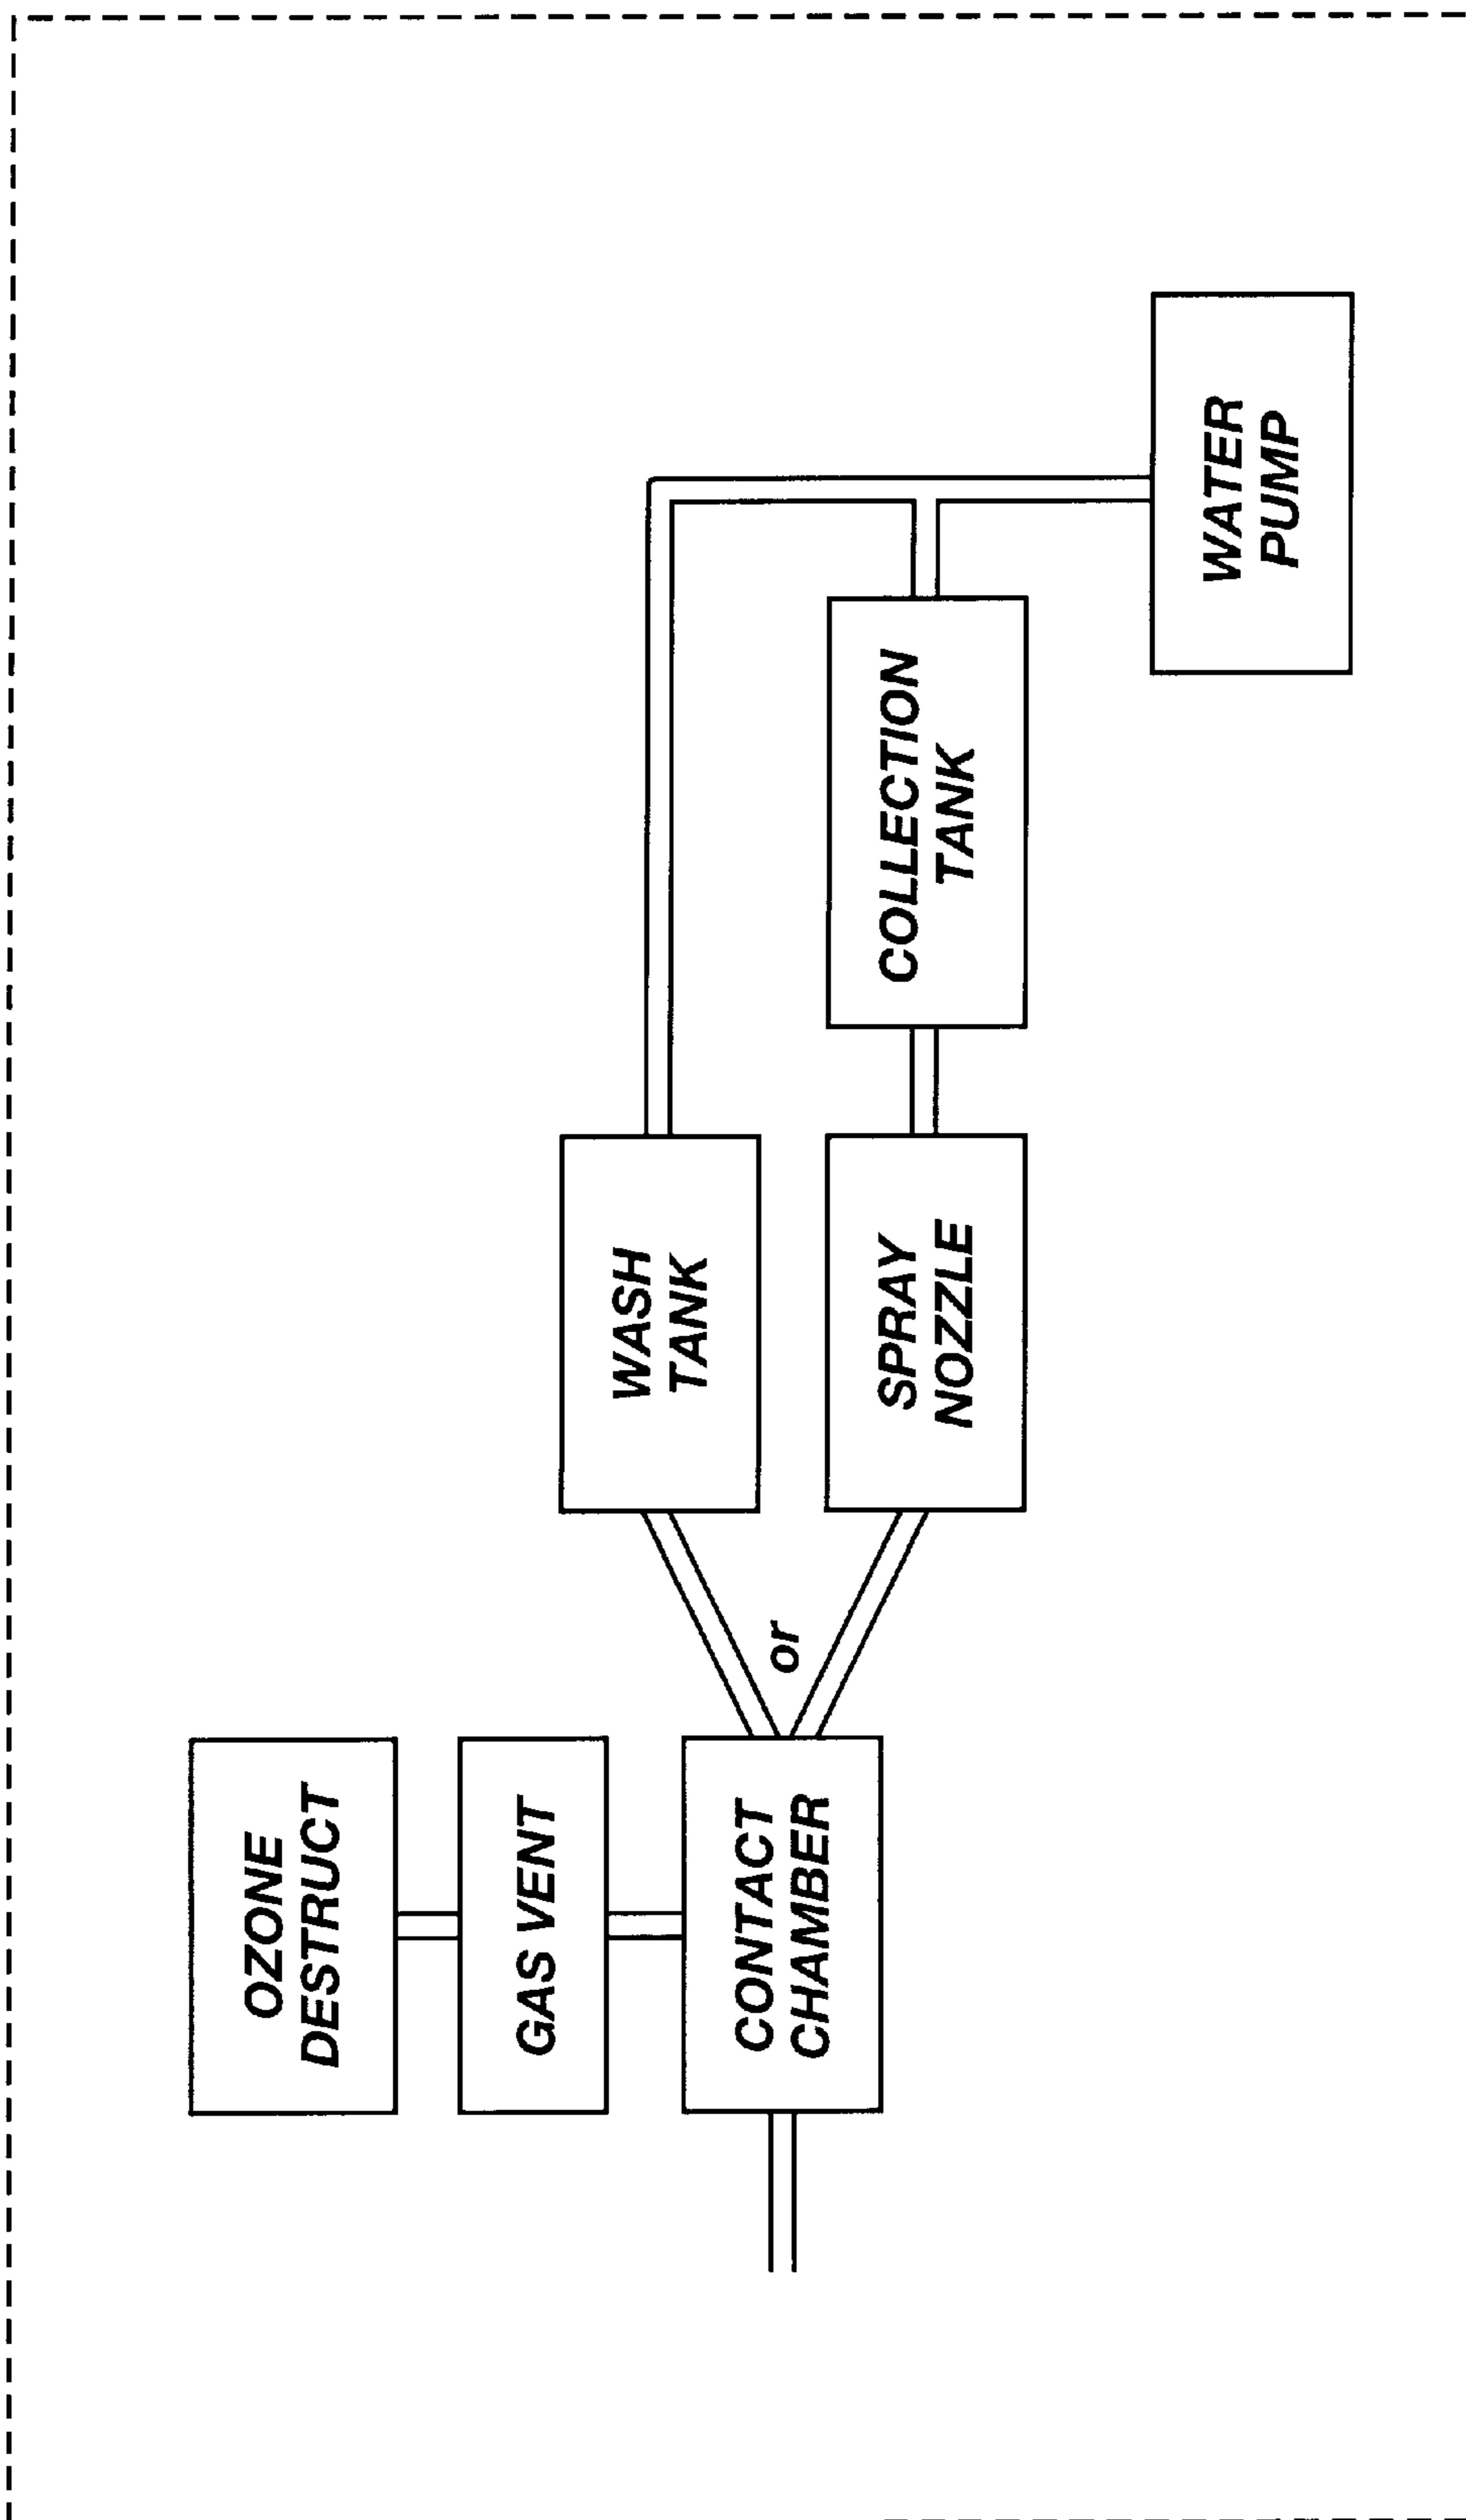 OZONE
DESTRUCT
GAS VENT
CONTACT
CHAMBER
or
WASH
TANK
SPRAY
NOZZLE
COLLECTION
TANK
WATER
PUMP